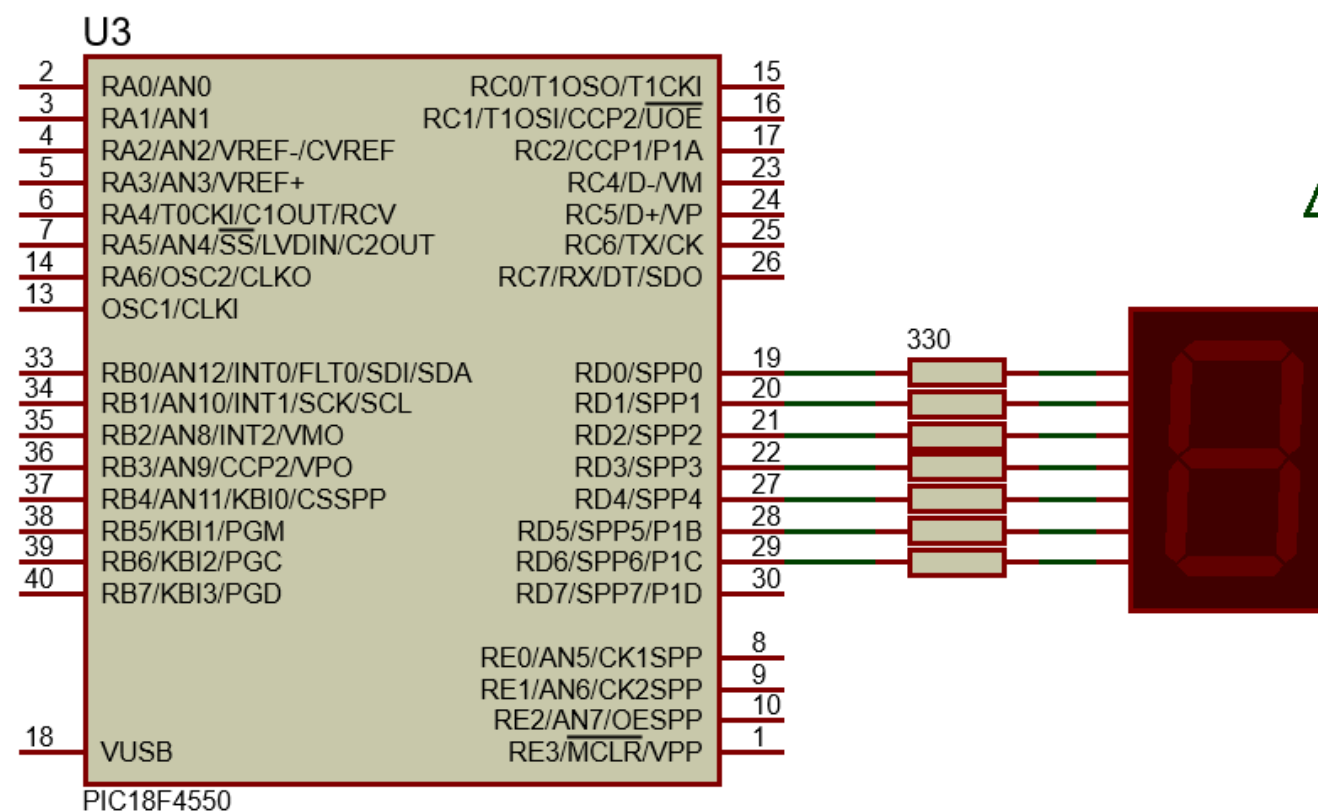 U3
2 RA0/AN0 RC0/T1OSO/T1CKI 15
3 RA1/AN1 RC1/T1OSI/CCP2/UOE 16
4 RA2/AN2/VREF-/CVREF RC2/CCP1/P1A 17
5 RA3/AN3/VREF+ RC4/D-/VM 23
6 RA4/T0CKI/C1OUT/RCV RC5/D+/VP 24
7 RA5/AN4/SS/LVDIN/C2OUT RC6/TX/CK 25
14 RA6/OSC2/CLKO RC7/RX/DT/SDO 26
13 OSC1/CLKI
330
33 RB0/AN12/INT0/FLT0/SDI/SDA RD0/SPP0 19
34 RB1/AN10/INT1/SCK/SCL RD1/SPP1 20
35 RB2/AN8/INT2/VMO RD2/SPP2 21
36 RB3/AN9/CCP2/VPO RD3/SPP3 22
37 RB4/AN11/KBI0/CSSPP RD4/SPP4 27
38 RB5/KBI1/PGM RD5/SPP5/P1B 28
39 RB6/KBI2/PGC RD6/SPP6/P1C 29
40 RB7/KBI3/PGD RD7/SPP7/P1D 30
RE0/AN5/CK1SPP 8
RE1/AN6/CK2SPP 9
RE2/AN7/OESPP 10
18 VUSB RE3/MCLR/VPP 1
PIC18F4550